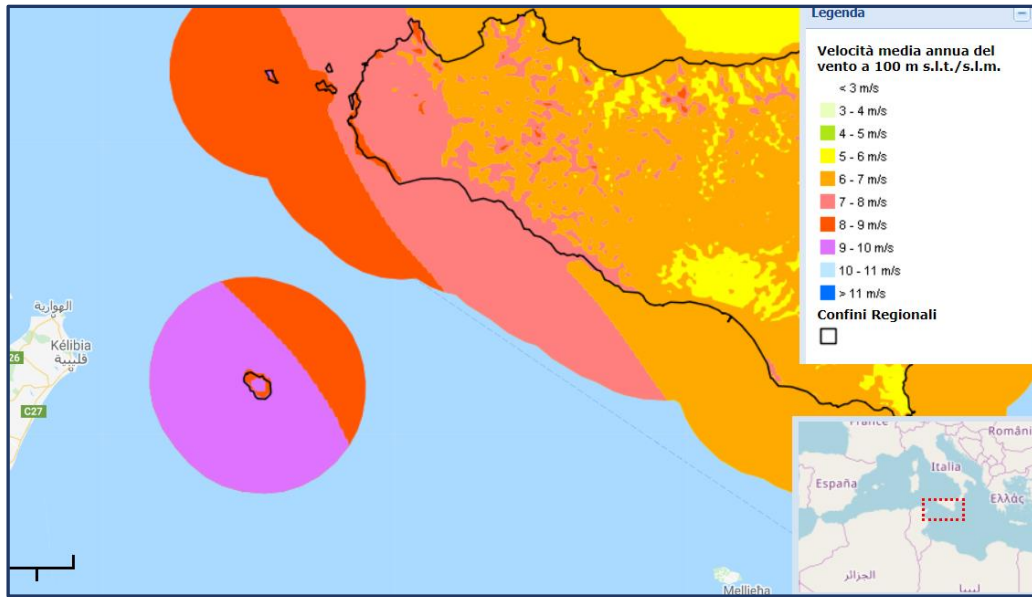 Legenda
Velocità media annua del
vento a 100 m s.l.t./s.l.m.
< 3 m/s
3 - 4 m/s
4 - 5 m/s
5 - 6 m/s
6 - 7 m/s
7 - 8 m/s
8 - 9 m/s
9 - 10 m/s
10 - 11 m/s
> 11 m/s
Confini Regionali
الهوارية
Kélibia
قليبية
26
C27
Mellieħa
France
Români
Italia
España
Ελλάς
الجزائر
ليبيا